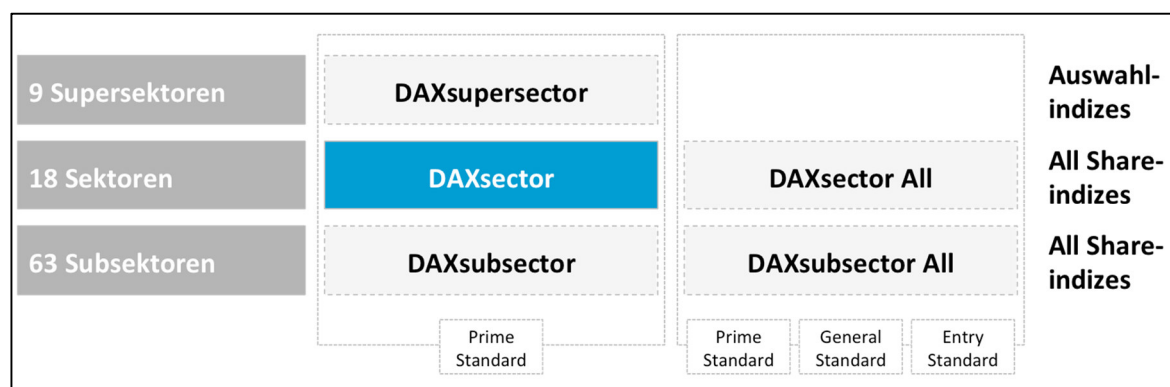 9 Supersektoren
DAXsupersector
Auswahl-
indizes
18 Sektoren
DAXsector
DAXsector All
All Share-
indizes
63 Subsektoren
DAXsubsector
DAXsubsector All
All Share-
indizes
Prime
Standard
Prime
Standard
General
Standard
Entry
Standard